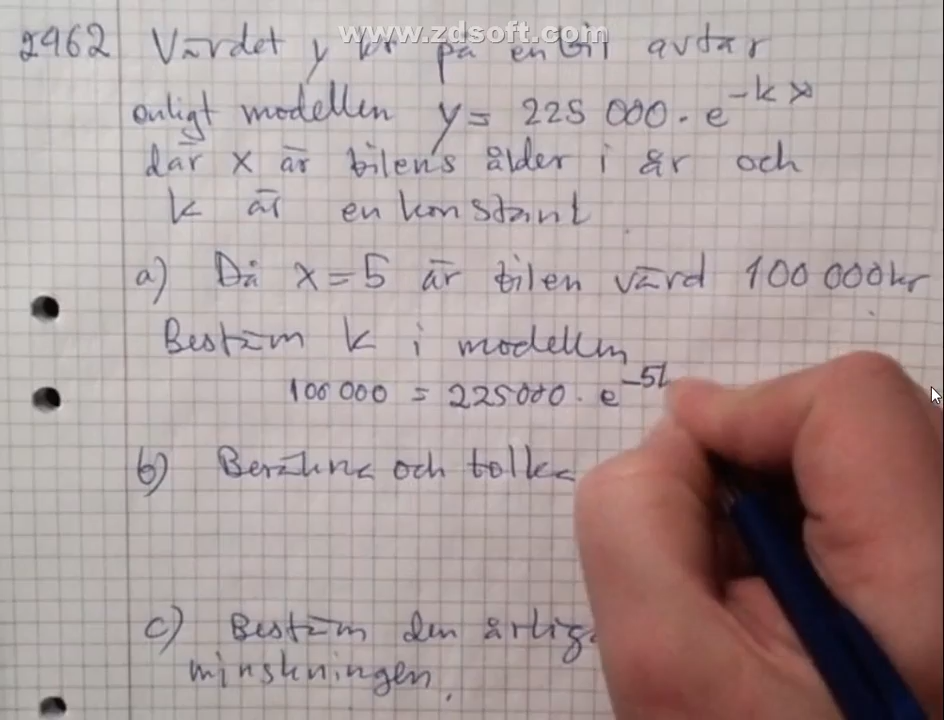 www.zdsoft.com
2962 Värdet y kr på en bil avtar
enligt modellen y = 225 000 · e^-kx
där x är bilens ålder i år och
k är en konstant
a) Då x = 5 är bilen värd 100 000 kr
Bestäm k i modellen
100 000 = 225000 · e^-5
b) Beräkna och tolka
c) Bestäm den årliga
minskningen.